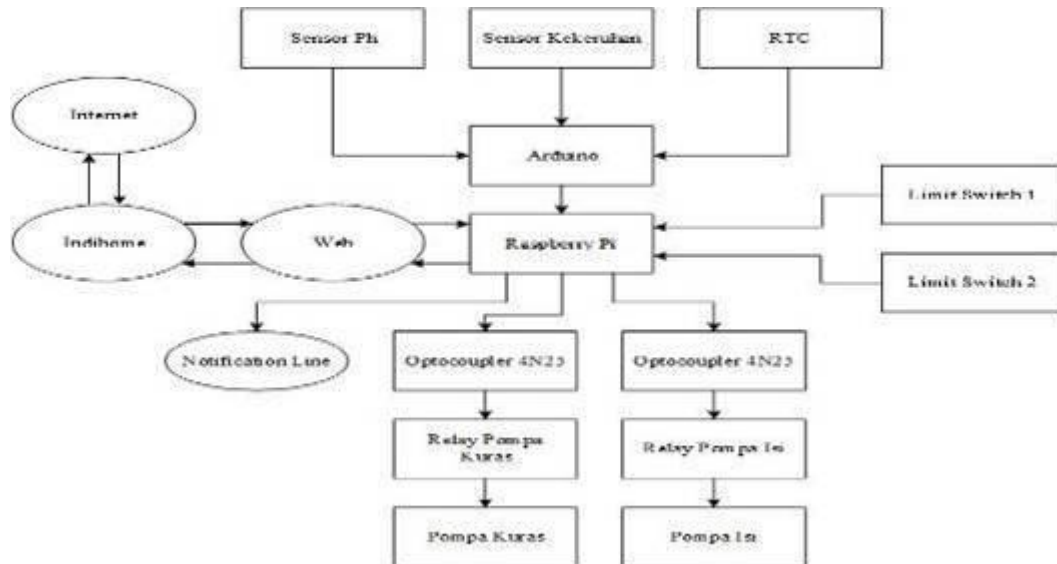 Sensor Ph
Sensor Kekeruhan
RTC
Internet
Arduino
Limit Switch 1
Indihome
Web
Raspberry Pi
Limit Switch 2
Notification Line
Optocoupler 4N25
Optocoupler 4N25
Relay Pompa
Kuras
Relay Pompa Isi
Pompa Kuras
Pompa Isi